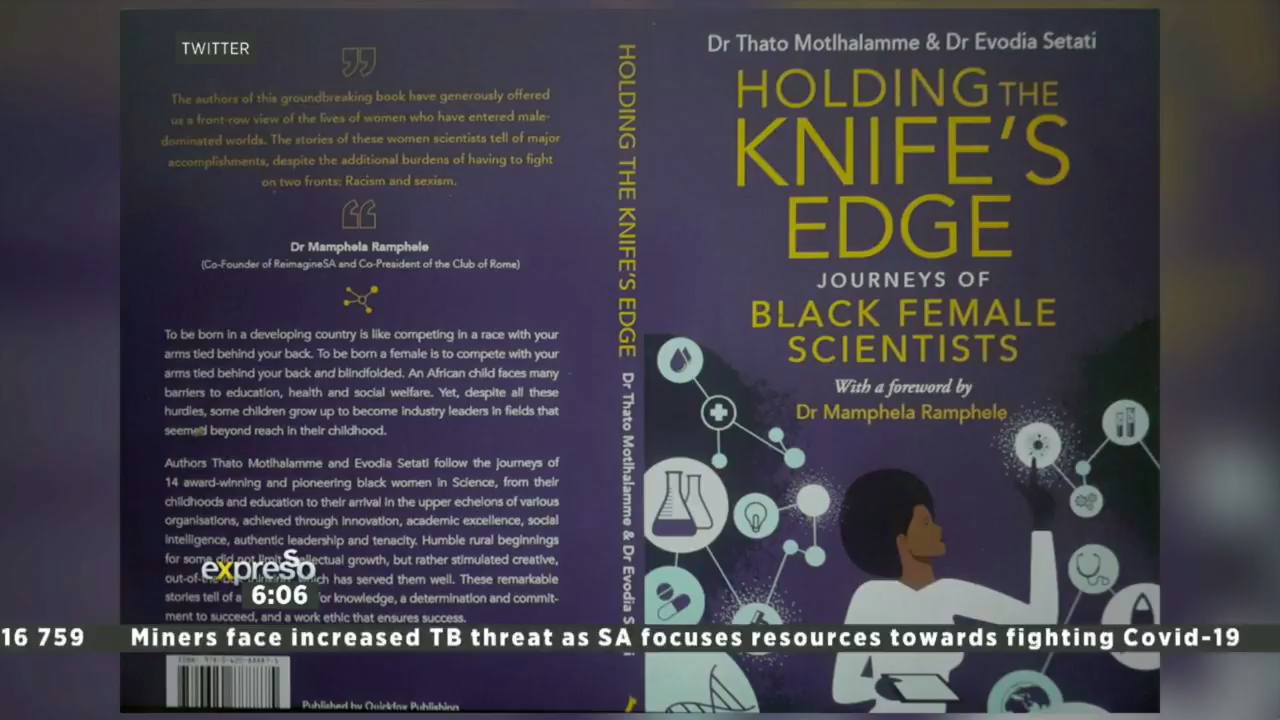 TWITTER
The authors of this groundbreaking book have generously offered
us a front-row view of the lives of women who have entered male-
dominated worlds. The stories of these women scientists tell of major
accomplishments, despite the additional burdens of having to fight
on two fronts: Racism and sexism.
Dr Mamphela Ramphele
(Co-Founder of ReimagineSA and Co-President of the Club of Rome)
To be born in a developing country is like competing in a race with your
arms tied behind your back. To be born a female is to compete with your
arms tied behind your back and blindfolded. An African child faces many
barriers to education, health and social welfare. Yet, despite all these
hurdles, some children grow up to become industry leaders in fields that
seemed beyond reach in their childhood.
Authors Thato Motlhalamme and Evodia Setati follow the journeys of
14 award-winning and pioneering black women in Science, from their
childhoods and education to their arrival in the upper echelons of various
organisations, achieved through innovation, academic excellence, social
intelligence, authentic leadership and tenacity. Humble rural beginnings
for some did not limit intellectual growth, but rather stimulated creative,
which has served them well. These remarkable
stories tell of a for knowledge, a determination and commit-
ment to succeed, and a work ethic that ensures success.
Published by Quickfox Publishing
HOLDING THE KNIFE'S EDGE Dr Thato Motlhalamme & Dr Evodia
Dr Thato Motlhalamme & Dr Evodia Setati
HOLDING THE
KNIFE'S
EDGE
JOURNEYS OF
BLACK FEMALE
SCIENTISTS
With a foreword by
Dr Mamphela Ramphele
expresso
6:06
16 759 Miners face increased TB threat as SA focuses resources towards fighting Covid-19